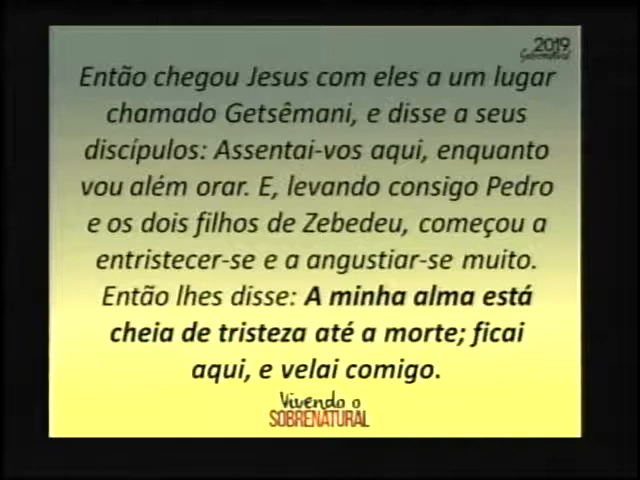 2019
Sobrenatural
Então chegou Jesus com eles a um lugar
chamado Getsêmani, e disse a seus
discípulos: Assentai-vos aqui, enquanto
vou além orar. E, levando consigo Pedro
e os dois filhos de Zebedeu, começou a
entristecer-se e a angustiar-se muito.
Então lhes disse: A minha alma está
cheia de tristeza até a morte; ficai
aqui, e velai comigo.
Vivendo o
SOBRENATURAL